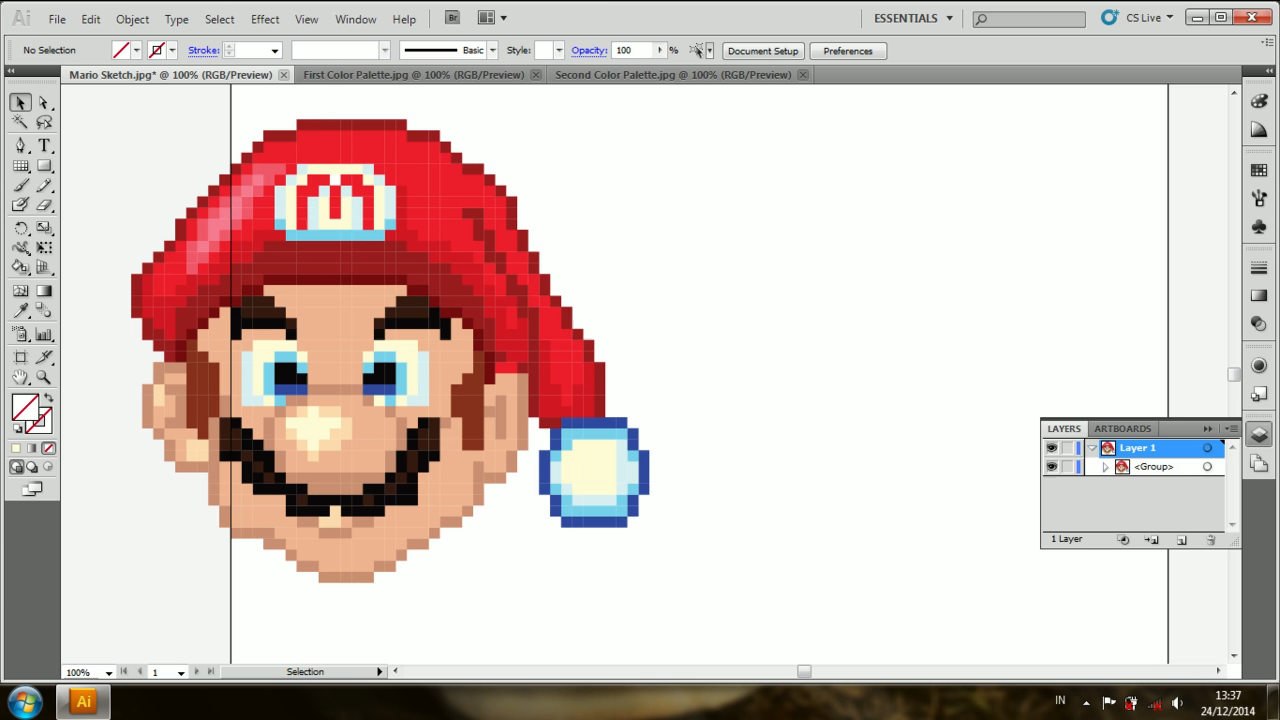 Ai File Edit Object Type Select Effect View Window Help Br ESSENTIALS CS Live
No Selection Stroke: Basic Style: Opacity: 100 % Document Setup Preferences
Mario Sketch.jpg* @ 100% (RGB/Preview) First Color Palette.jpg @ 100% (RGB/Preview) Second Color Palette.jpg @ 100% (RGB/Preview)
T
M
LAYERS ARTBOARDS
Layer 1
<Group>
1 Layer
100% 1 Selection
Ai IN 13:37
24/12/2014